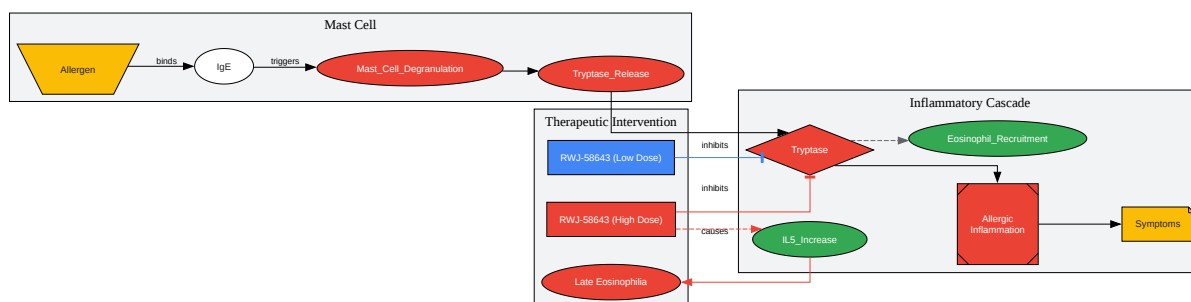 Mast Cell
Allergen
binds
IgE
triggers
Mast_Cell_Degranulation
Tryptase_Release
Therapeutic Intervention
RWJ-58643 (Low Dose)
inhibits
RWJ-58643 (High Dose)
inhibits
causes
Late Eosinophilia
Inflammatory Cascade
Tryptase
Eosinophil_Recruitment
IL5_Increase
Allergic
Inflammation
Symptoms